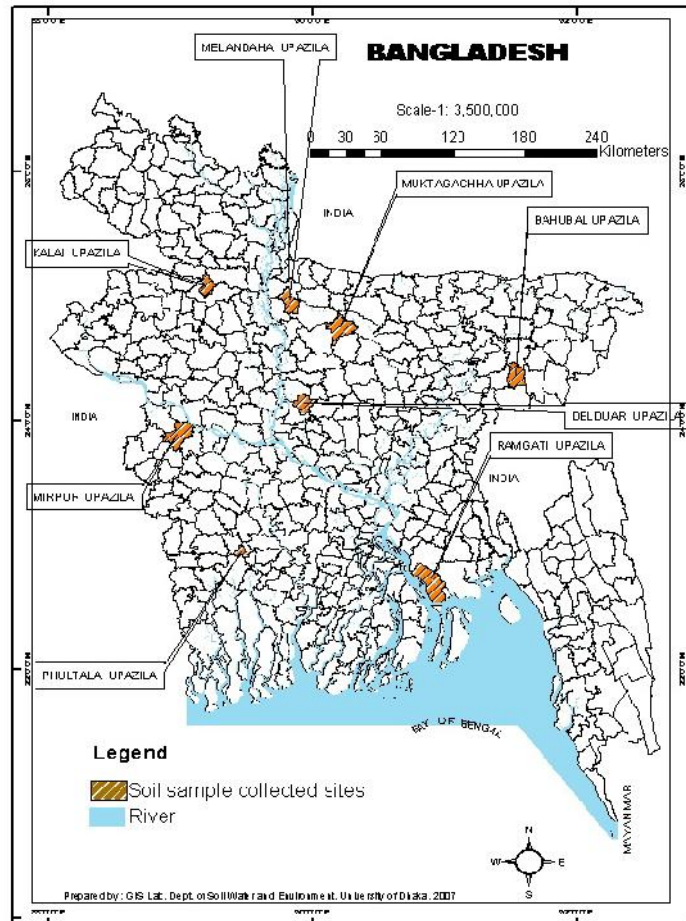 MELANDAHA UPAZILA
BANGLADESH
Scale-1: 3,500,000
0 30 60 120 180 240
Kilometers
MUKTAGACHHA UPAZILA
INDIA
BAHUBAL UPAZILA
KALAI UPAZILA
INDIA
DELDUAR UPAZILA
RAMGATI UPAZILA
INDIA
MIRPUR UPAZILA
PHULTALA UPAZILA
BAY OF BENGAL
Legend
Soil sample collected sites
River
MAYANMAR
N
W E
S
Prepared by: GIS Lab. Dept. of Soil Water and Environment. University of Dhaka. 2007